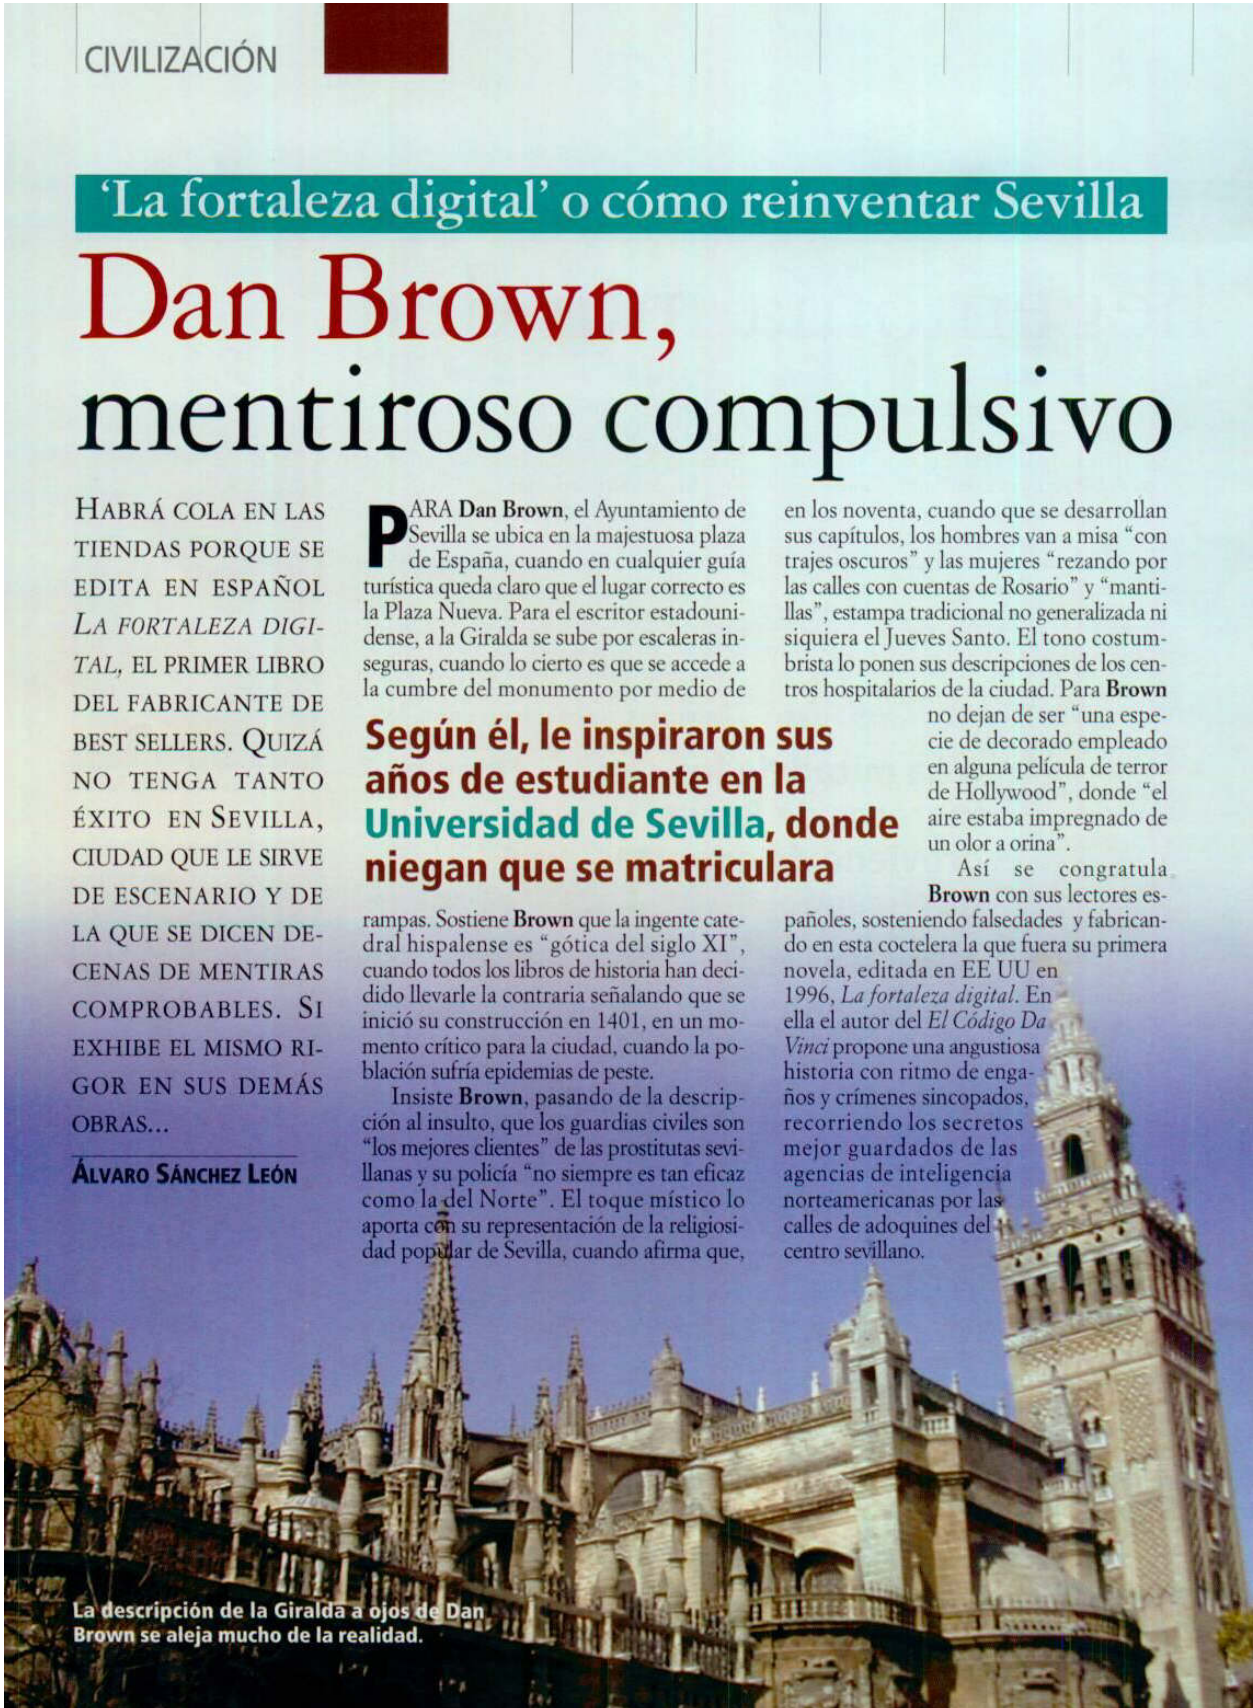 CIVILIZACIÓN
‘La fortaleza digital’ o cómo reinventar Sevilla
Dan Brown,
mentiroso compulsivo
HABRÁ COLA EN LAS
TIENDAS PORQUE SE
EDITA EN ESPAÑOL
LA FORTALEZA DIGI-
TAL, EL PRIMER LIBRO
DEL FABRICANTE DE
BEST SELLERS. QUIZÁ
NO TENGA TANTO
ÉXITO EN SEVILLA,
CIUDAD QUE LE SIRVE
DE ESCENARIO Y DE
LA QUE SE DICEN DE-
CENAS DE MENTIRAS
COMPROBABLES. SI
EXHIBE EL MISMO RI-
GOR EN SUS DEMÁS
OBRAS...
ÁLVARO SÁNCHEZ LEÓN
PARA Dan Brown, el Ayuntamiento de
Sevilla se ubica en la majestuosa plaza
de España, cuando en cualquier guía
turística queda claro que el lugar correcto es
la Plaza Nueva. Para el escritor estadouni-
dense, a la Giralda se sube por escaleras in-
seguras, cuando lo cierto es que se accede a
la cumbre del monumento por medio de
Según él, le inspiraron sus
años de estudiante en la
Universidad de Sevilla, donde
niegan que se matriculara
rampas. Sostiene Brown que la ingente cate-
dral hispalense es “gótica del siglo XI”,
cuando todos los libros de historia han deci-
dido llevarle la contraria señalando que se
inició su construcción en 1401, en un mo-
mento crítico para la ciudad, cuando la po-
blación sufría epidemias de peste.
Insiste Brown, pasando de la descrip-
ción al insulto, que los guardias civiles son
“los mejores clientes” de las prostitutas sevi-
llanas y su policía “no siempre es tan eficaz
como la del Norte”. El toque místico lo
aporta con su representación de la religiosi-
dad popular de Sevilla, cuando afirma que,
en los noventa, cuando que se desarrollan
sus capítulos, los hombres van a misa “con
trajes oscuros” y las mujeres “rezando por
las calles con cuentas de Rosario” y “manti-
llas”, estampa tradicional no generalizada ni
siquiera el Jueves Santo. El tono costum-
brista lo ponen sus descripciones de los cen-
tros hospitalarios de la ciudad. Para Brown
no dejan de ser “una espe-
cie de decorado empleado
en alguna película de terror
de Hollywood”, donde “el
aire estaba impregnado de
un olor a orina”.
Así se congratula
Brown con sus lectores es-
pañoles, sosteniendo falsedades y fabrican-
do en esta coctelera la que fuera su primera
novela, editada en EE UU en
1996, La fortaleza digital. En
ella el autor del El Código Da
Vinci propone una angustiosa
historia con ritmo de enga-
ños y crímenes sincopados,
recorriendo los secretos
mejor guardados de las
agencias de inteligencia
norteamericanas por las
calles de adoquines del
centro sevillano.
La descripción de la Giralda a ojos de Dan
Brown se aleja mucho de la realidad.